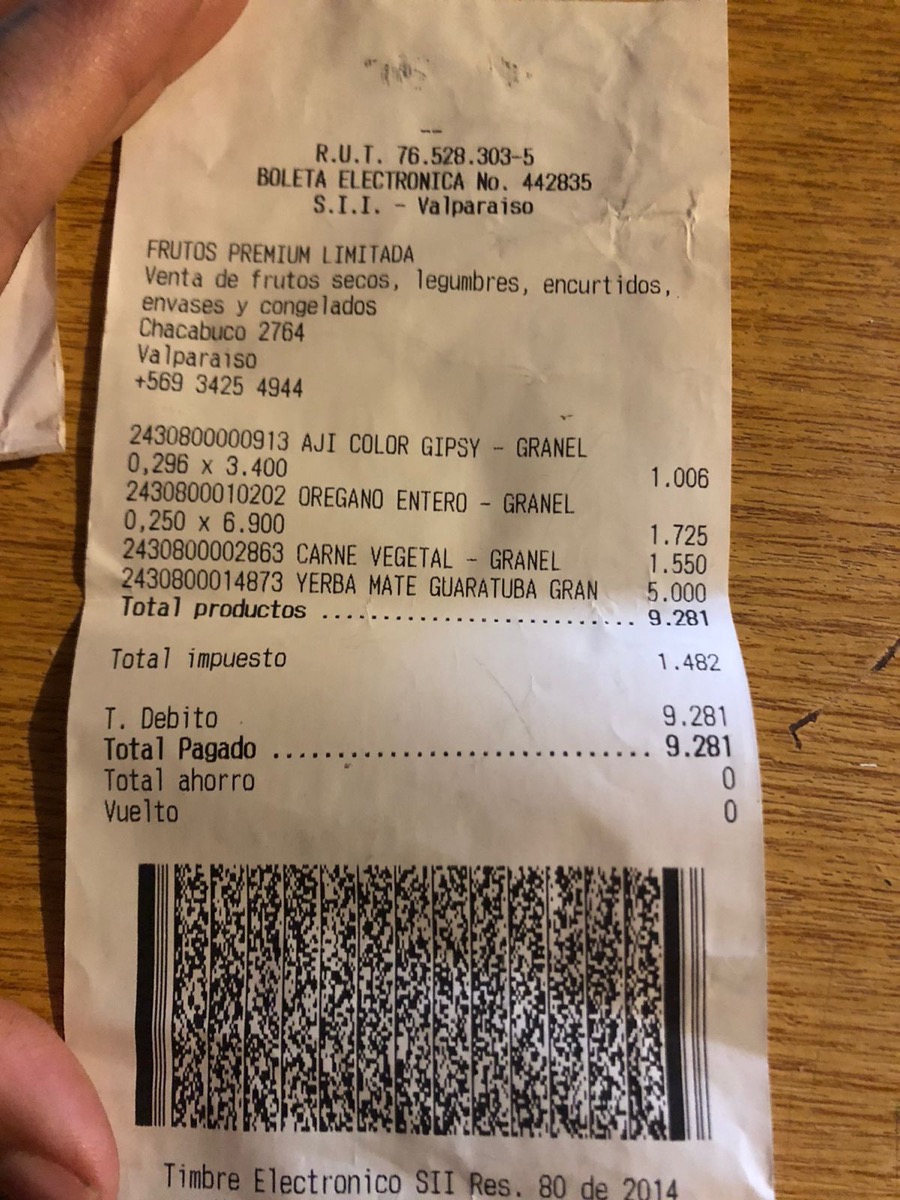 R.U.T. 76.528.303-5
BOLETA ELECTRONICA No. 442835
S.I.I. - Valparaiso
FRUTOS PREMIUM LIMITADA
Venta de frutos secos, legumbres, encurtidos,
envases y congelados
Chacabuco 2764
Valparaiso
+569 3425 4944
2430800000913 AJI COLOR GIPSY - GRANEL
0,296 x 3.400 1.006
2430800010202 OREGANO ENTERO - GRANEL
0,250 x 6.900 1.725
2430800002863 CARNE VEGETAL - GRANEL 1.550
2430800014873 YERBA MATE GUARATUBA GRAN 5.000
Total productos ......................... 9.281
Total impuesto 1.482
T. Debito 9.281
Total Pagado .............................. 9.281
Total ahorro 0
Vuelto 0
Timbre Electronico SII Res. 80 de 2014